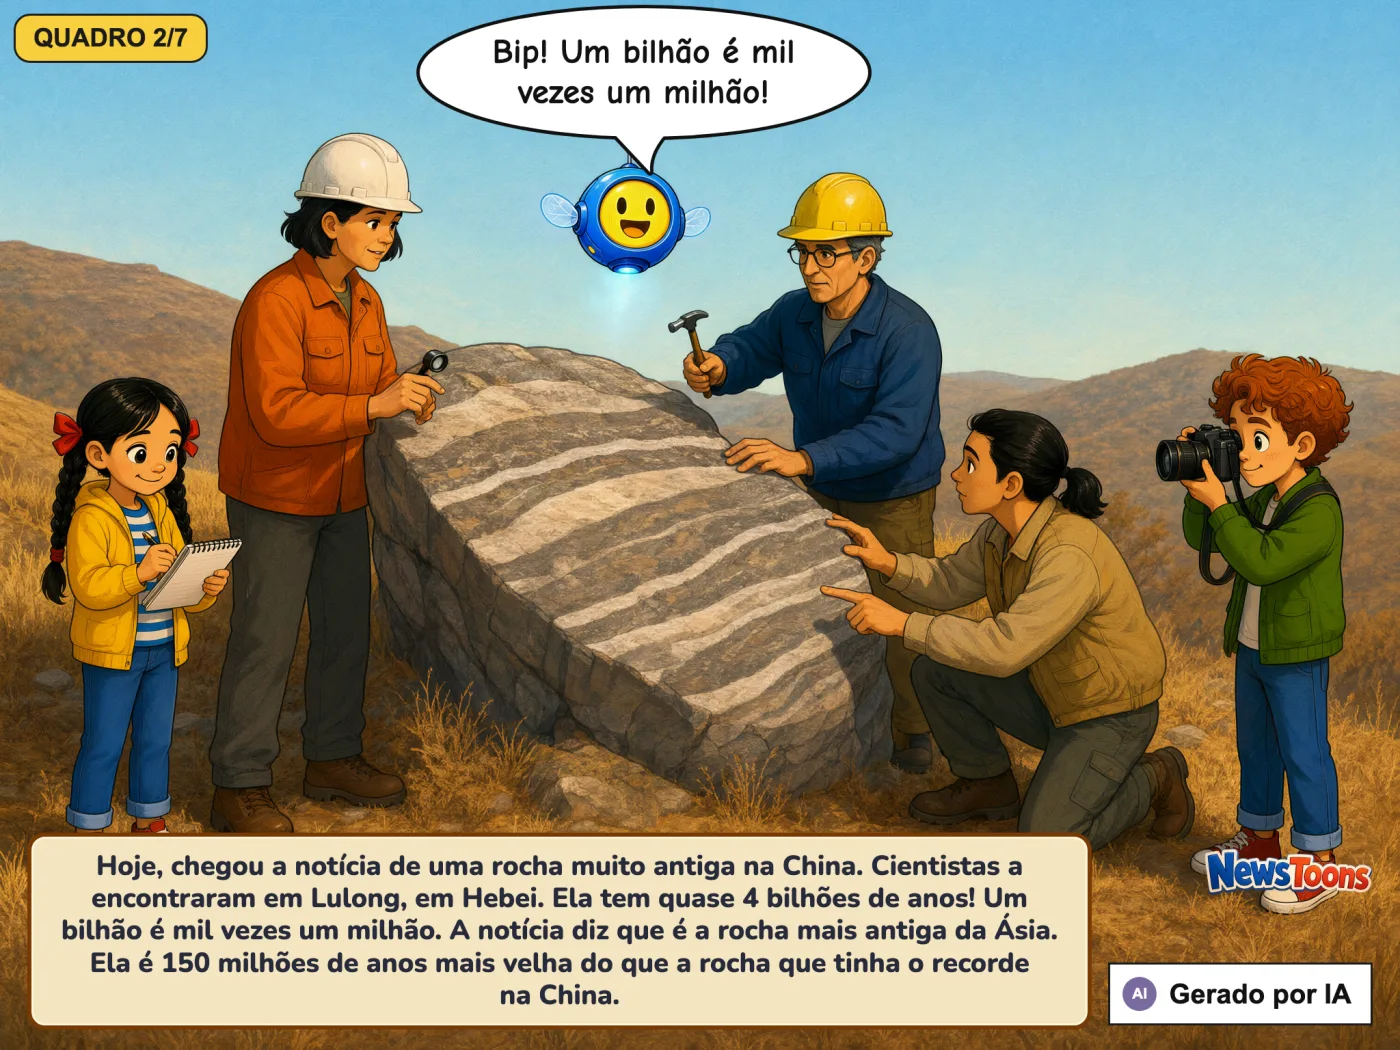 QUADRO 2/7
Bip! Um bilhão é mil
vezes um milhão!
Hoje, chegou a notícia de uma rocha muito antiga na China. Cientistas a
encontraram em Lulong, em Hebei. Ela tem quase 4 bilhões de anos! Um
bilhão é mil vezes um milhão. A notícia diz que é a rocha mais antiga da Ásia.
Ela é 150 milhões de anos mais velha do que a rocha que tinha o recorde
na China.
NewsToons
AI Gerado por IA